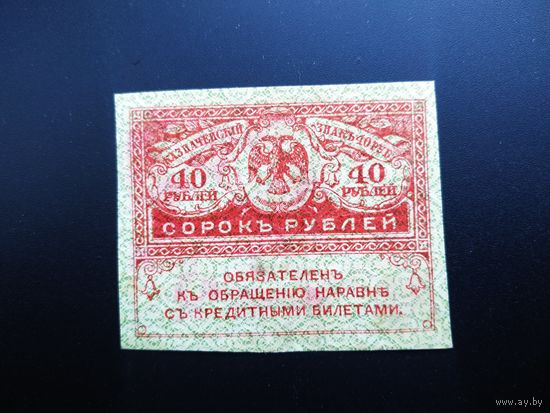 КАЗНАЧЕЙСКІЙ ЗНАКЪ
40 РУБЛЕЙ
40 РУБЛЕЙ
СОРОКЪ РУБЛЕЙ
ОБЯЗАТЕЛЕНЪ
КЪ ОБРАЩЕНІЮ НАРАВНѢ
СЪ КРЕДИТНЫМИ БИЛЕТАМИ.
www.ay.by